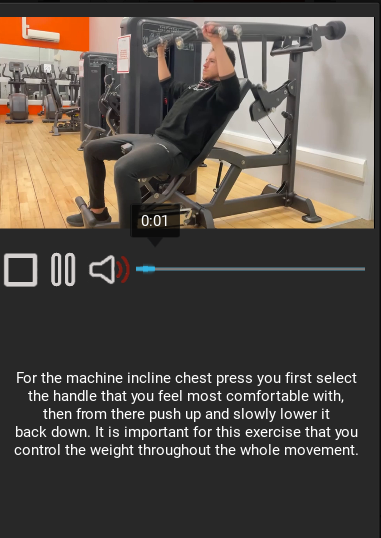 0:01
For the machine incline chest press you first select
the handle that you feel most comfortable with,
then from there push up and slowly lower it
back down. It is important for this exercise that you
control the weight throughout the whole movement.